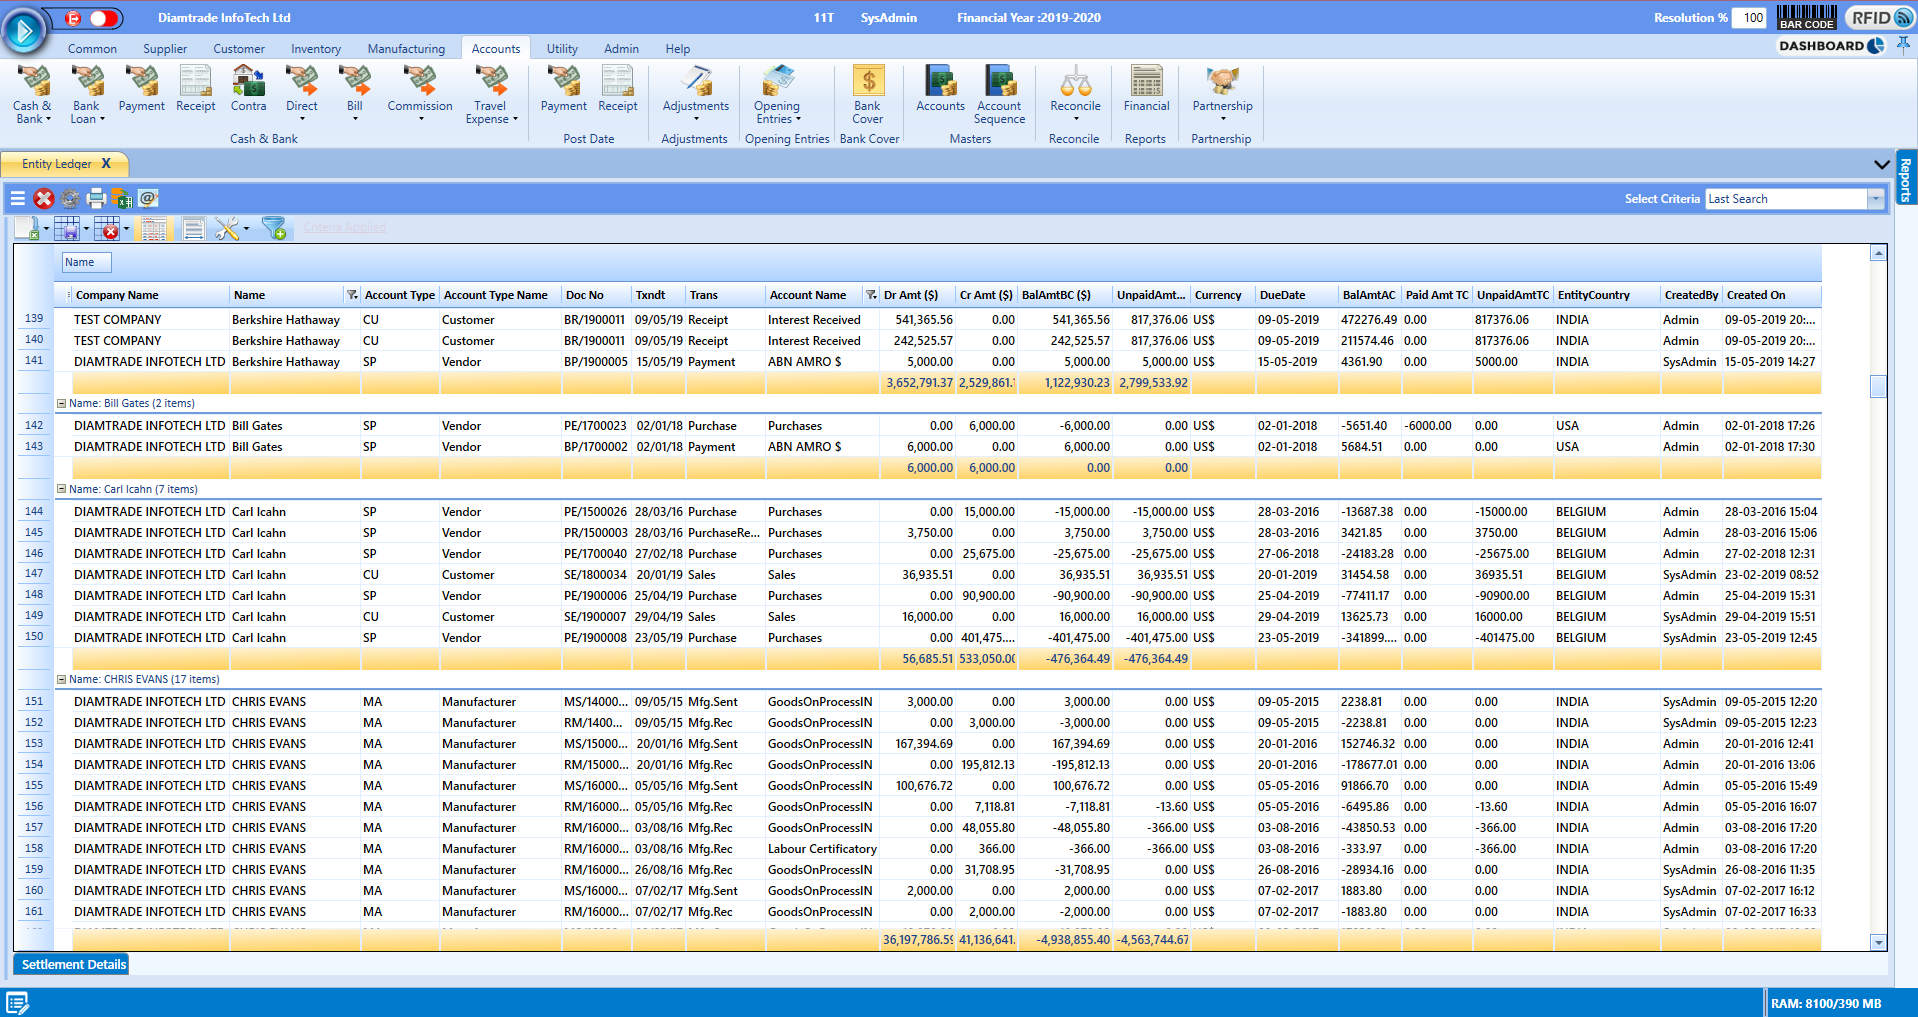 Diamtrade InfoTech Ltd 11T SysAdmin Financial Year :2019-2020 Resolution % 100 BAR CODE RFID
Common Supplier Customer Inventory Manufacturing Accounts Utility Admin Help DASHBOARD
Cash & Bank Bank Loan Payment Receipt Contra Direct Bill Commission Travel Expense Payment Receipt Adjustments Opening Entries Bank Cover Accounts Account Sequence Reconcile Financial Partnership
Cash & Bank Post Date Adjustments Opening Entries Bank Cover Masters Reconcile Reports Partnership
Entity Ledger X
Reports
Select Criteria Last Search
Criteria Applied
Name
Company Name Name Account Type Account Type Name Doc No Txndt Trans Account Name Dr Amt ($) Cr Amt ($) BalAmtBC ($) UnpaidAmt... Currency DueDate BalAmtAC Paid Amt TC UnpaidAmtTC EntityCountry CreatedBy Created On
139 TEST COMPANY Berkshire Hathaway CU Customer BR/1900011 09/05/19 Receipt Interest Received 541,365.56 0.00 541,365.56 817,376.06 US$ 09-05-2019 472276.49 0.00 817376.06 INDIA Admin 09-05-2019 20:...
140 TEST COMPANY Berkshire Hathaway CU Customer BR/1900011 09/05/19 Receipt Interest Received 242,525.57 0.00 242,525.57 817,376.06 US$ 09-05-2019 211574.46 0.00 817376.06 INDIA Admin 09-05-2019 20:...
141 DIAMTRADE INFOTECH LTD Berkshire Hathaway SP Vendor BP/1900005 15/05/19 Payment ABN AMRO $ 5,000.00 0.00 5,000.00 5,000.00 US$ 15-05-2019 4361.90 0.00 5000.00 INDIA SysAdmin 15-05-2019 14:27
3,652,791.37 2,529,861. 1,122,930.23 2,799,533.92
Name: Bill Gates (2 items)
142 DIAMTRADE INFOTECH LTD Bill Gates SP Vendor PE/1700023 02/01/18 Purchase Purchases 0.00 6,000.00 -6,000.00 0.00 US$ 02-01-2018 -5651.40 -6000.00 0.00 USA Admin 02-01-2018 17:26
143 DIAMTRADE INFOTECH LTD Bill Gates SP Vendor BP/1700002 02/01/18 Payment ABN AMRO $ 6,000.00 0.00 6,000.00 0.00 US$ 02-01-2018 5684.51 0.00 0.00 USA Admin 02-01-2018 17:30
6,000.00 6,000.00 0.00 0.00
Name: Carl Icahn (7 items)
144 DIAMTRADE INFOTECH LTD Carl Icahn SP Vendor PE/1500026 28/03/16 Purchase Purchases 0.00 15,000.00 -15,000.00 -15,000.00 US$ 28-03-2016 -13687.38 0.00 -15000.00 BELGIUM Admin 28-03-2016 15:04
145 DIAMTRADE INFOTECH LTD Carl Icahn SP Vendor PR/1500003 28/03/16 PurchaseRe... Purchases 3,750.00 0.00 3,750.00 3,750.00 US$ 28-03-2016 3421.85 0.00 3750.00 BELGIUM Admin 28-03-2016 15:06
146 DIAMTRADE INFOTECH LTD Carl Icahn SP Vendor PE/1700040 27/02/18 Purchase Purchases 0.00 25,675.00 -25,675.00 -25,675.00 US$ 27-06-2018 -24183.28 0.00 -25675.00 BELGIUM Admin 27-02-2018 12:31
147 DIAMTRADE INFOTECH LTD Carl Icahn CU Customer SE/1800034 20/01/19 Sales Sales 36,935.51 0.00 36,935.51 36,935.51 US$ 20-01-2019 31454.58 0.00 36935.51 BELGIUM SysAdmin 23-02-2019 08:52
148 DIAMTRADE INFOTECH LTD Carl Icahn SP Vendor PE/1900006 25/04/19 Purchase Purchases 0.00 90,900.00 -90,900.00 -90,900.00 US$ 25-04-2019 -77411.17 0.00 -90900.00 BELGIUM Admin 25-04-2019 15:31
149 DIAMTRADE INFOTECH LTD Carl Icahn CU Customer SE/1900007 29/04/19 Sales Sales 16,000.00 0.00 16,000.00 16,000.00 US$ 29-04-2019 13625.73 0.00 16000.00 BELGIUM SysAdmin 29-04-2019 15:51
150 DIAMTRADE INFOTECH LTD Carl Icahn SP Vendor PE/1900008 23/05/19 Purchase Purchases 0.00 401,475.... -401,475.00 -401,475.00 US$ 23-05-2019 -341899.... 0.00 -401475.00 BELGIUM SysAdmin 23-05-2019 12:45
56,685.51 533,050.00 -476,364.49 -476,364.49
Name: CHRIS EVANS (17 items)
151 DIAMTRADE INFOTECH LTD CHRIS EVANS MA Manufacturer MS/14000... 09/05/15 Mfg.Sent GoodsOnProcessIN 3,000.00 0.00 3,000.00 0.00 US$ 09-05-2015 2238.81 0.00 0.00 INDIA SysAdmin 09-05-2015 12:20
152 DIAMTRADE INFOTECH LTD CHRIS EVANS MA Manufacturer RM/1400... 09/05/15 Mfg.Rec GoodsOnProcessIN 0.00 3,000.00 -3,000.00 0.00 US$ 09-05-2015 -2238.81 0.00 0.00 INDIA SysAdmin 09-05-2015 12:23
153 DIAMTRADE INFOTECH LTD CHRIS EVANS MA Manufacturer MS/15000... 20/01/16 Mfg.Sent GoodsOnProcessIN 167,394.69 0.00 167,394.69 0.00 US$ 20-01-2016 152746.32 0.00 0.00 INDIA Admin 20-01-2016 12:41
154 DIAMTRADE INFOTECH LTD CHRIS EVANS MA Manufacturer RM/15000... 20/01/16 Mfg.Rec GoodsOnProcessIN 0.00 195,812.13 -195,812.13 0.00 US$ 20-01-2016 -178677.01 0.00 0.00 INDIA Admin 20-01-2016 13:06
155 DIAMTRADE INFOTECH LTD CHRIS EVANS MA Manufacturer MS/16000... 05/05/16 Mfg.Sent GoodsOnProcessIN 100,676.72 0.00 100,676.72 0.00 US$ 05-05-2016 91866.70 0.00 0.00 INDIA Admin 05-05-2016 15:49
156 DIAMTRADE INFOTECH LTD CHRIS EVANS MA Manufacturer RM/16000... 05/05/16 Mfg.Rec GoodsOnProcessIN 0.00 7,118.81 -7,118.81 -13.60 US$ 05-05-2016 -6495.86 0.00 -13.60 INDIA Admin 05-05-2016 16:07
157 DIAMTRADE INFOTECH LTD CHRIS EVANS MA Manufacturer RM/16000... 03/08/16 Mfg.Rec GoodsOnProcessIN 0.00 48,055.80 -48,055.80 -366.00 US$ 03-08-2016 -43850.53 0.00 -366.00 INDIA Admin 03-08-2016 17:20
158 DIAMTRADE INFOTECH LTD CHRIS EVANS MA Manufacturer RM/16000... 03/08/16 Mfg.Rec Labour Certificatory 0.00 366.00 -366.00 -366.00 US$ 03-08-2016 -333.97 0.00 -366.00 INDIA Admin 03-08-2016 17:20
159 DIAMTRADE INFOTECH LTD CHRIS EVANS MA Manufacturer RM/16000... 26/08/16 Mfg.Rec GoodsOnProcessIN 0.00 31,708.95 -31,708.95 0.00 US$ 26-08-2016 -28934.16 0.00 0.00 INDIA SysAdmin 26-08-2016 11:35
160 DIAMTRADE INFOTECH LTD CHRIS EVANS MA Manufacturer MS/16000... 07/02/17 Mfg.Sent GoodsOnProcessIN 2,000.00 0.00 2,000.00 0.00 US$ 07-02-2017 1883.80 0.00 0.00 INDIA SysAdmin 07-02-2017 16:12
161 DIAMTRADE INFOTECH LTD CHRIS EVANS MA Manufacturer RM/16000... 07/02/17 Mfg.Rec GoodsOnProcessIN 0.00 2,000.00 -2,000.00 0.00 US$ 07-02-2017 -1883.80 0.00 0.00 INDIA SysAdmin 07-02-2017 16:33
36,197,786.59 41,136,641. -4,938,855.40 -4,563,744.67
Settlement Details
RAM: 8100/390 MB